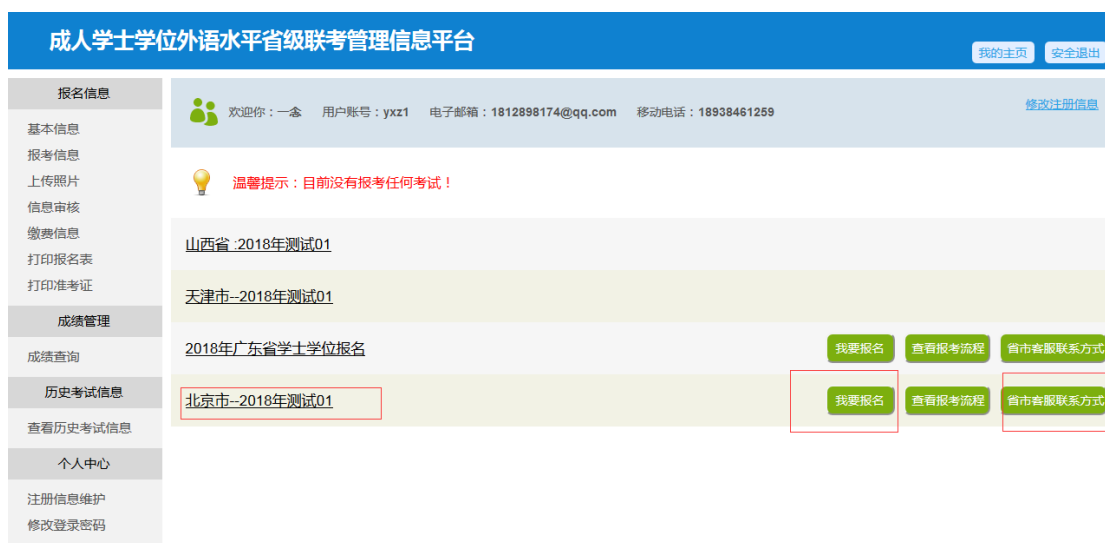 成人学士学位外语水平省级联考管理信息平台
我的主页 安全退出
报名信息
基本信息
报考信息
上传照片
信息审核
缴费信息
打印报名表
打印准考证
成绩管理
成绩查询
历史考试信息
查看历史考试信息
个人中心
注册信息维护
修改登录密码
欢迎你：一念 用户账号：yxz1 电子邮箱：1812898174@qq.com 移动电话：18938461259
修改注册信息
温馨提示：目前没有报考任何考试！
山西省 :2018年测试01
天津市--2018年测试01
2018年广东省学士学位报名 我要报名 查看报考流程 省市客服联系方式
北京市--2018年测试01 我要报名 查看报考流程 省市客服联系方式